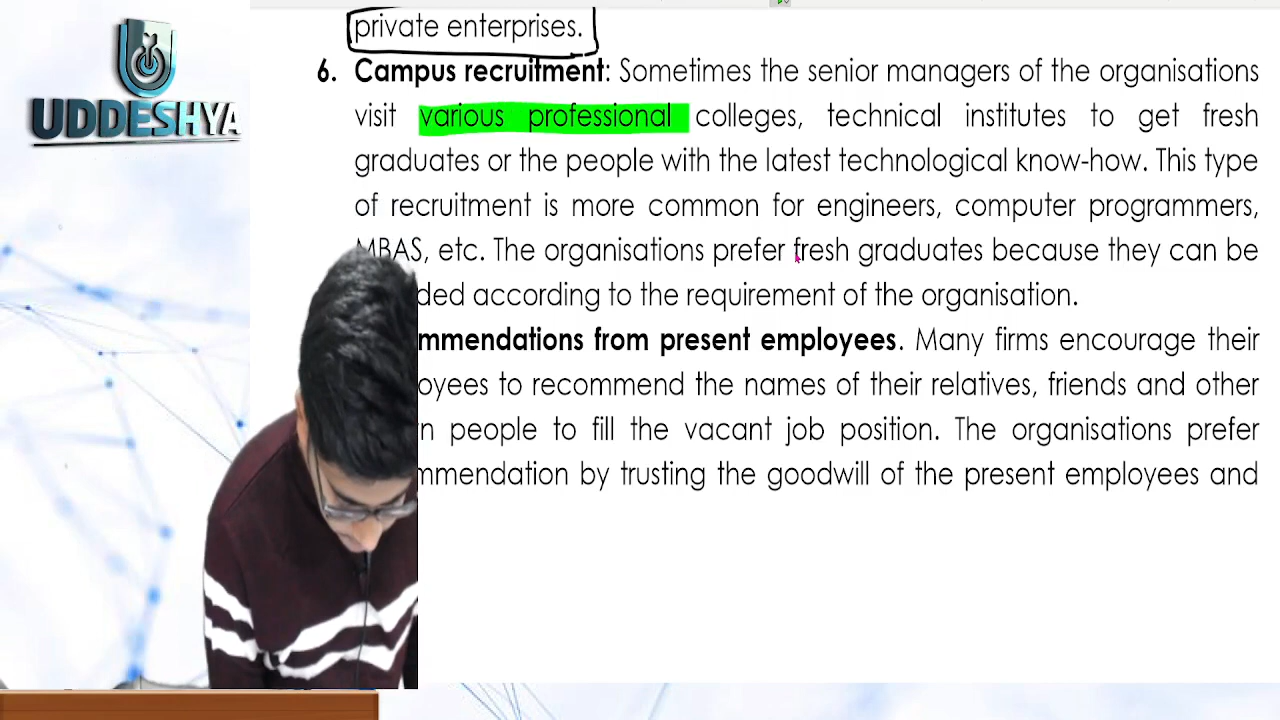 private enterprises.
UDDESHYA
6. Campus recruitment: Sometimes the senior managers of the organisations
visit various professional colleges, technical institutes to get fresh
graduates or the people with the latest technological know-how. This type
of recruitment is more common for engineers, computer programmers,
MBAS, etc. The organisations prefer fresh graduates because they can be
ded according to the requirement of the organisation.
mmendations from present employees. Many firms encourage their
oyees to recommend the names of their relatives, friends and other
n people to fill the vacant job position. The organisations prefer
mmendation by trusting the goodwill of the present employees and